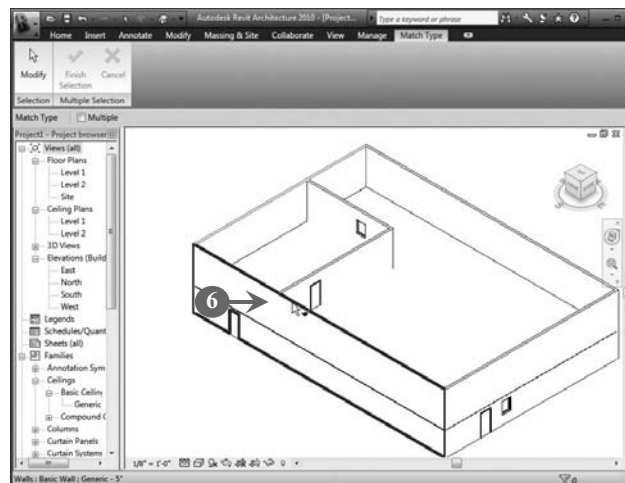 Autodesk Revit Architecture 2010 - [Project...
Type a keyword or phrase
Home Insert Annotate Modify Massing & Site Collaborate View Manage Match Type
Modify
Finish Selection
Cancel
Selection Multiple Selection
Match Type Multiple
Project1 - Project browser
Views (all)
Floor Plans
Level 1
Level 2
Site
Ceiling Plans
Level 1
Level 2
3D Views
Elevations (Build
East
North
South
West
Legends
Schedules/Quant
Sheets (all)
Families
Annotation Sym
Ceilings
Basic Ceiling
Generic
Compound C
Columns
Curtain Panels
Curtain Systems
6
1/8" = 1'-0"
Walls : Basic Wall : Generic - 5"
0